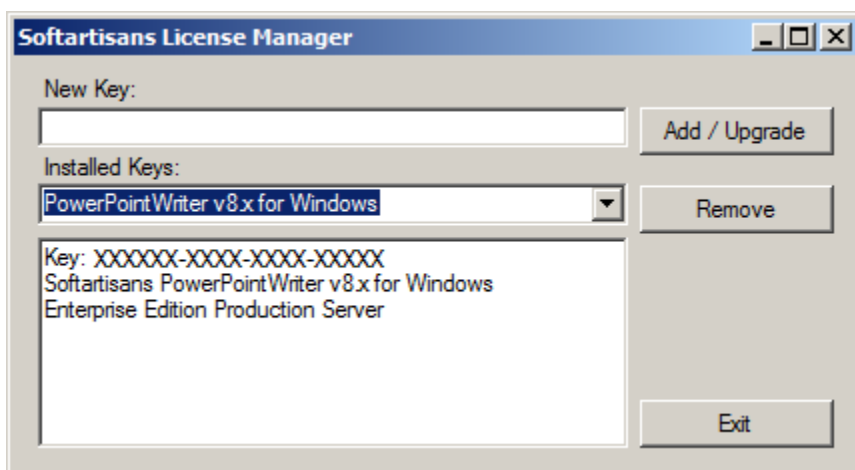 Softartisans License Manager
New Key:
Add / Upgrade
Installed Keys:
PowerPointWriter v8.x for Windows
Remove
Key: XXXXXX-XXXX-XXXX-XXXXX
Softartisans PowerPointWriter v8.x for Windows
Enterprise Edition Production Server
Exit